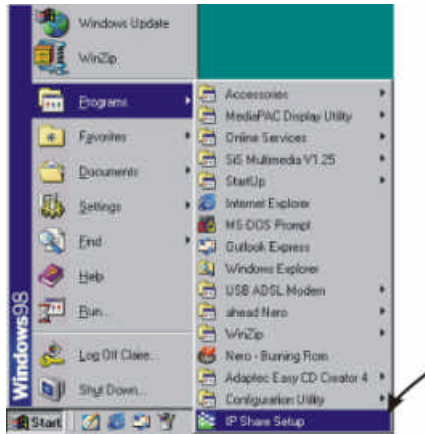 Windows Update
WinZip
Programs
Favorites
Documents
Settings
Find
Help
Run...
Log Off Claire...
Shut Down...
Windows98
Start
Accessories
MediaPAC Display Utility
Online Services
SiS Multimedia V1.25
StartUp
Internet Explorer
MS-DOS Prompt
Outlook Express
Windows Explorer
USB ADSL Modem
ahead Nero
WinZip
Nero - Burning Rom
Adaptec Easy CD Creator 4
Configuration Utility
IP Share Setup